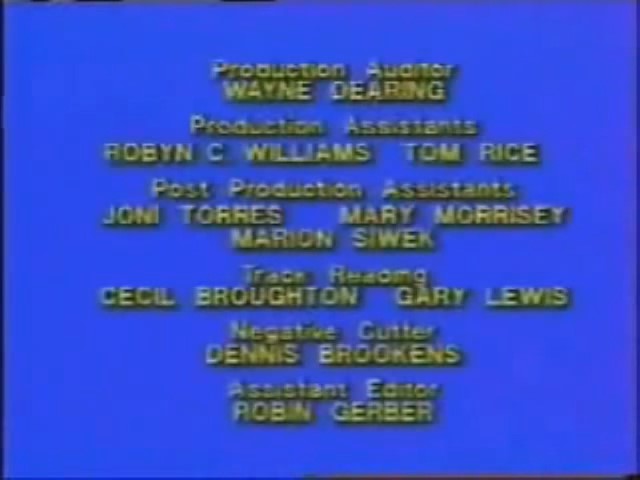 Production Auditor
WAYNE DEARING
Production Assistants
ROBYN C. WILLIAMS TOM RICE
Post Production Assistants
JONI TORRES MARY MORRISEY
MARION SIWEK
Track Reading
CECIL BROUGHTON GARY LEWIS
Negative Cutter
DENNIS BROOKENS
Assistant Editor
ROBIN GERBER